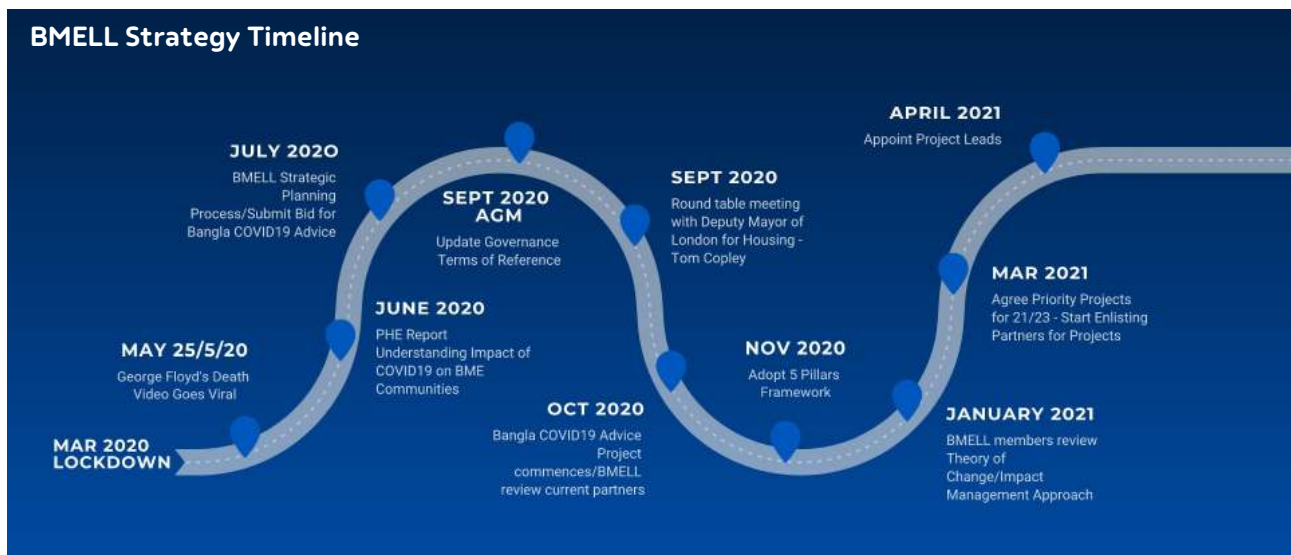 BMELL Strategy Timeline
MAR 2020
LOCKDOWN
MAY 25/5/20
George Floyd's Death
Video Goes Viral
JUNE 2020
PHE Report
Understanding Impact of
COVID19 on BME
Communities
JULY 202O
BMELL Strategic
Planning
Process/Submit Bid for
Bangla COVID19 Advice
SEPT 2020
AGM
Update Governance
Terms of Reference
SEPT 2020
Round table meeting
with Deputy Mayor of
London for Housing -
Tom Copley
OCT 2020
Bangla COVID19 Advice
Project
commences/BMELL
review current partners
NOV 2020
Adopt 5 Pillars
Framework
JANUARY 2021
BMELL members review
Theory of
Change/Impact
Management Approach
MAR 2021
Agree Priority Projects
for 21/23 - Start Enlisting
Partners for Projects
APRIL 2021
Appoint Project Leads